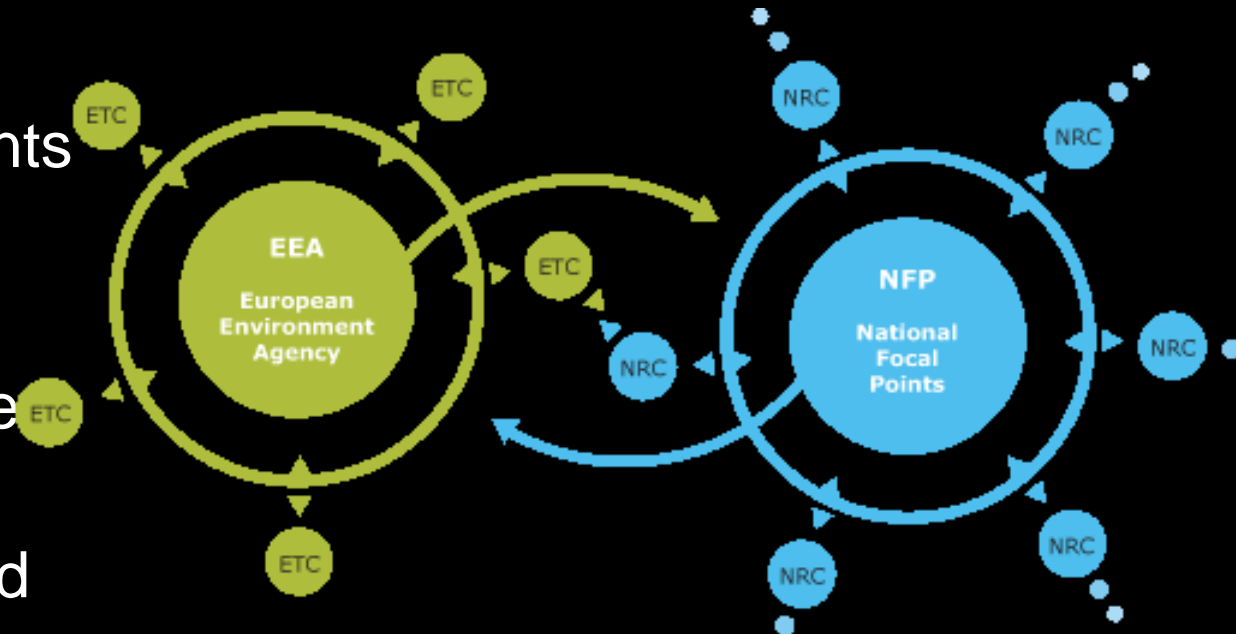 nts
e
d
ETC
ETC
EEA
European
Environment
Agency
ETC
ETC
ETC
NRC
NRC
NRC
NFP
National
Focal
Points
NRC
NRC
NRC